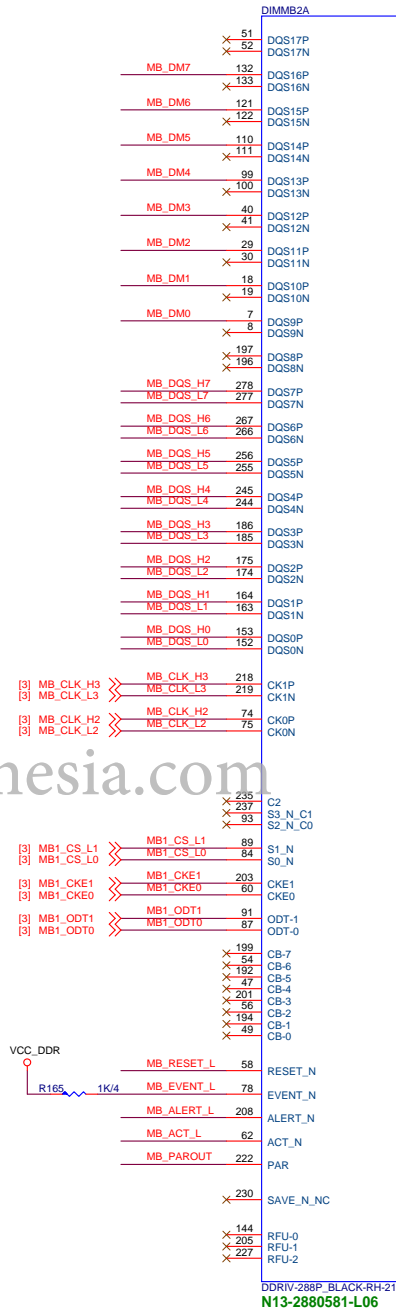 DIMMB2A
51 DQS17P
52 DQS17N
MB_DM7 132 DQS16P
133 DQS16N
MB_DM6 121 DQS15P
122 DQS15N
MB_DM5 110 DQS14P
111 DQS14N
MB_DM4 99 DQS13P
100 DQS13N
MB_DM3 40 DQS12P
41 DQS12N
MB_DM2 29 DQS11P
30 DQS11N
MB_DM1 18 DQS10P
19 DQS10N
MB_DM0 7 DQS9P
8 DQS9N
197 DQS8P
196 DQS8N
MB_DQS_H7 278 DQS7P
MB_DQS_L7 277 DQS7N
MB_DQS_H6 267 DQS6P
MB_DQS_L6 266 DQS6N
MB_DQS_H5 256 DQS5P
MB_DQS_L5 255 DQS5N
MB_DQS_H4 245 DQS4P
MB_DQS_L4 244 DQS4N
MB_DQS_H3 186 DQS3P
MB_DQS_L3 185 DQS3N
MB_DQS_H2 175 DQS2P
MB_DQS_L2 174 DQS2N
MB_DQS_H1 164 DQS1P
MB_DQS_L1 163 DQS1N
MB_DQS_H0 153 DQS0P
MB_DQS_L0 152 DQS0N
[3] MB_CLK_H3 MB_CLK_H3 218 CK1P
[3] MB_CLK_L3 MB_CLK_L3 219 CK1N
[3] MB_CLK_H2 MB_CLK_H2 74 CK0P
[3] MB_CLK_L2 MB_CLK_L2 75 CK0N
nesia.com
235 C2
237 S3_N_C1
93 S2_N_C0
[3] MB1_CS_L1 MB1_CS_L1 89 S1_N
[3] MB1_CS_L0 MB1_CS_L0 84 S0_N
[3] MB1_CKE1 MB1_CKE1 203 CKE1
[3] MB1_CKE0 MB1_CKE0 60 CKE0
[3] MB1_ODT1 MB1_ODT1 91 ODT-1
[3] MB1_ODT0 MB1_ODT0 87 ODT-0
199 CB-7
54 CB-6
192 CB-5
47 CB-4
201 CB-3
56 CB-2
194 CB-1
49 CB-0
VCC_DDR
MB_RESET_L 58 RESET_N
R165 1K/4 MB_EVENT_L 78 EVENT_N
MB_ALERT_L 208 ALERT_N
MB_ACT_L 62 ACT_N
MB_PAROUT 222 PAR
230 SAVE_N_NC
144 RFU-0
205 RFU-1
227 RFU-2
DDRIV-288P_BLACK-RH-21
N13-2880581-L06